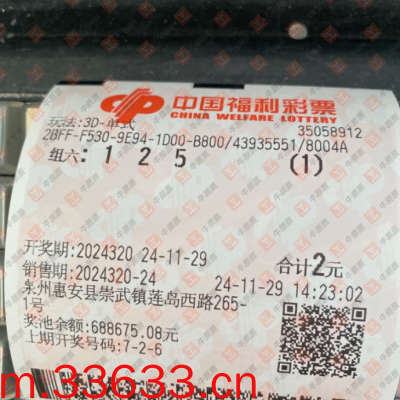 中国福利彩票
CHINA WELFARE LOTTERY
玩法:3D-单式
35058912
2BFF-F530-9E94-1D00-B800/43935551/8004A
组六: 1 2 5 (1)
开奖期:2024320 24-11-29 合计2元
销售期:2024320-24 24-11-29 14:23:02
泉州惠安县崇武镇莲岛西路265-
1号
奖池余额:688675.08元
上期开奖号码:7-2-6
m.33633.cn